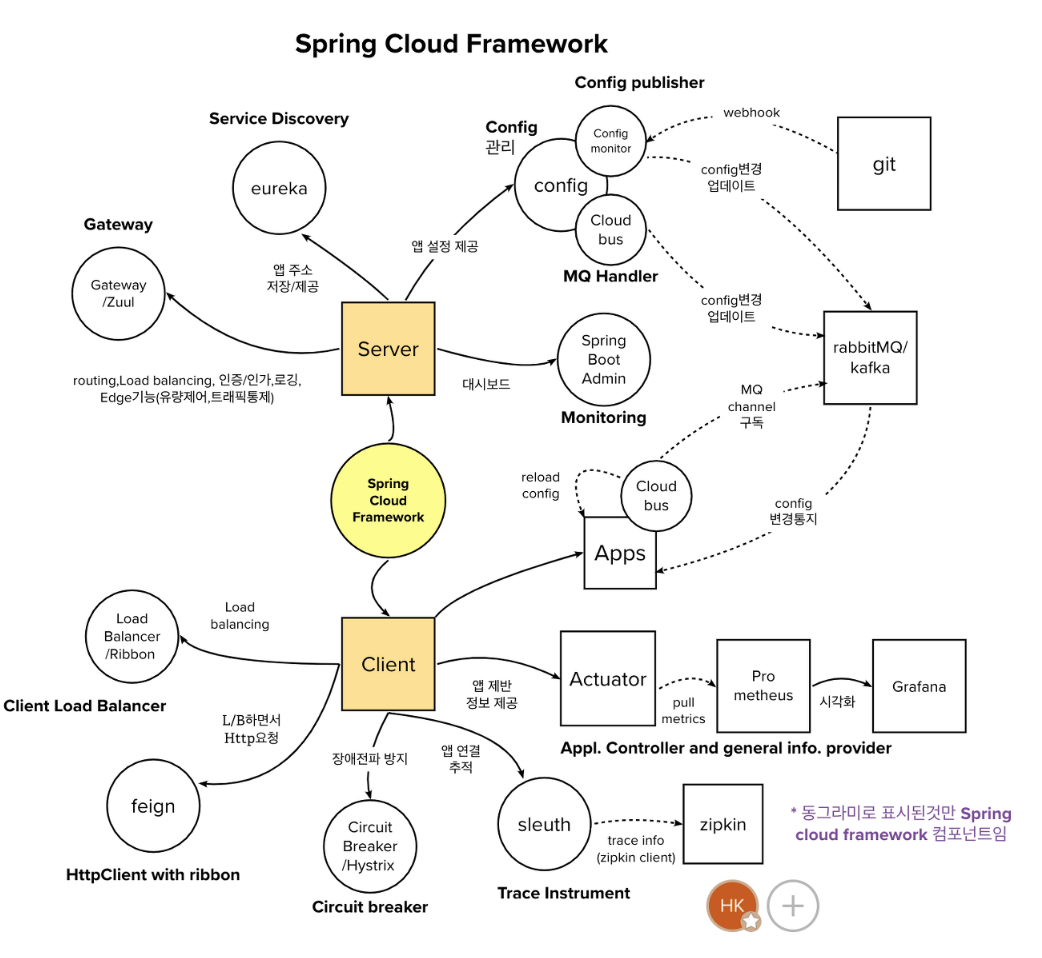 Spring Cloud Framework
Config publisher
Service Discovery
Config
관리
Config
monitor
webhook
git
eureka
config
config변경
업데이트
Cloud
bus
Gateway
앱 설정 제공
MQ Handler
앱 주소
저장/제공
Gateway
/Zuul
config변경
업데이트
Server
Spring
Boot
Admin
rabbitMQ/
kafka
routing,Load balancing, 인증/인가,로깅,
Edge기능(유량제어,트래픽통제)
대시보드
Monitoring
MQ
channel
구독
Spring
Cloud
Framework
reload
config
Cloud
bus
config
변경통지
Apps
Load
Balancer
/Ribbon
Load
balancing
Client
앱 제반
정보 제공
Actuator
pull
metrics
Pro
metheus
시각화
Grafana
Client Load Balancer
L/B하면서
Http요청
Appl. Controller and general info. provider
장애전파 방지
앱 연결
추적
feign
HttpClient with ribbon
Circuit
Breaker
/Hystrix
Circuit breaker
sleuth
trace info
(zipkin client)
zipkin
Trace Instrument
* 동그라미로 표시된것만 Spring
cloud framework 컴포넌트임
HK